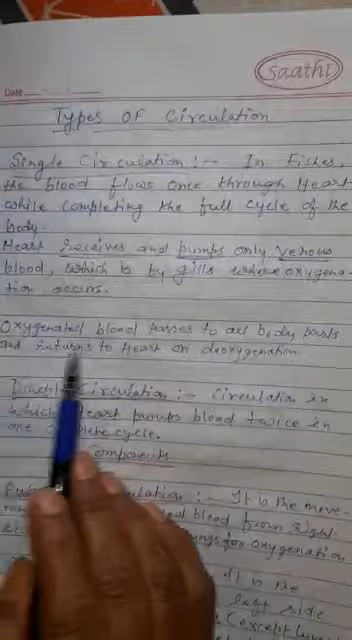 Saathi
Date
Types of Circulation
Single Circulation :- In Fishes,
the blood flows once through Heart
while completing the full cycle of the
body.
Heart receives and pumps only venous
blood, which is by gills where oxygena-
tion occurs.
Oxygenated blood passes to all body parts
and returns to Heart on deoxygenation
Circulation :- Circulation in
which Heart pumps blood twice in
one complete cycle.
Components
:- It is the move-
blood from right
lungs for oxygenation
It is the
left side
(except lungs